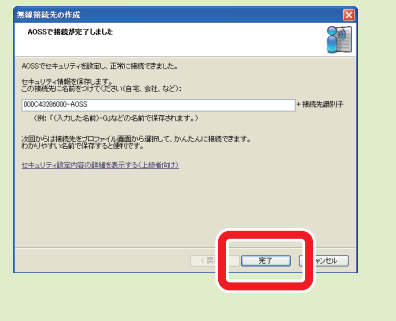 無線接続先の作成
AOSSで接続が完了しました
AOSSでセキュリティを設定し、正常に接続できました。
セキュリティ情報を保存します。
この接続先に名前をつけてください(自宅、会社、など):
000C43286000-AOSS
+ 接続先識別子
(例:「(入力した名前)-G」などの名前で保存されます。)
次回からは接続先をプロファイル画面から選択して、かんたんに接続できます。
わかりやすい名前で保存すると便利です。
セキュリティ設定内容の詳細を表示する(上級者向け)
完了